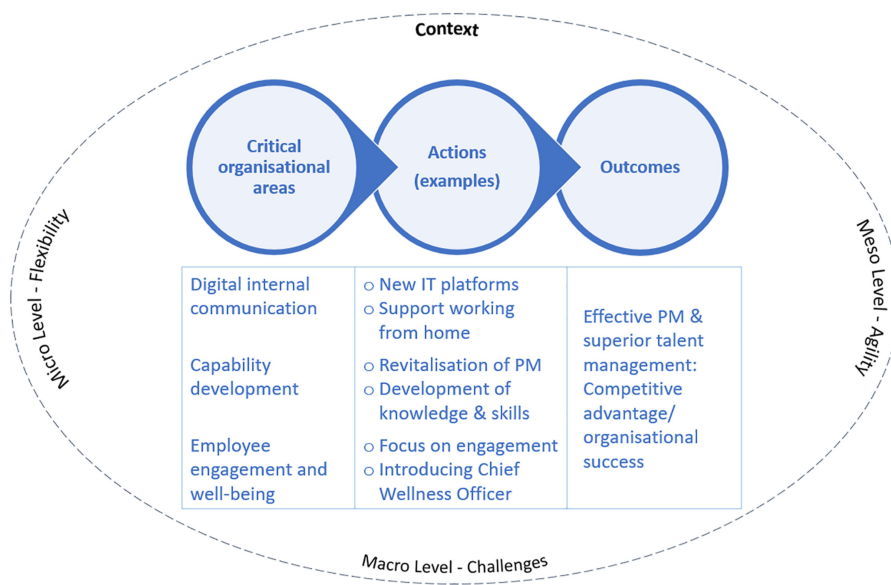 Context
Critical
organisational
areas
Actions
(examples)
Outcomes
Micro Level - Flexibility
Meso Level - Agility
Digital internal
communication
Capability
development
Employee
engagement and
well-being
o New IT platforms
o Support working
from home
o Revitalisation of PM
o Development of
knowledge & skills
o Focus on engagement
o Introducing Chief
Wellness Officer
Effective PM &
superior talent
management:
Competitive
advantage/
organisational
success
Macro Level - Challenges